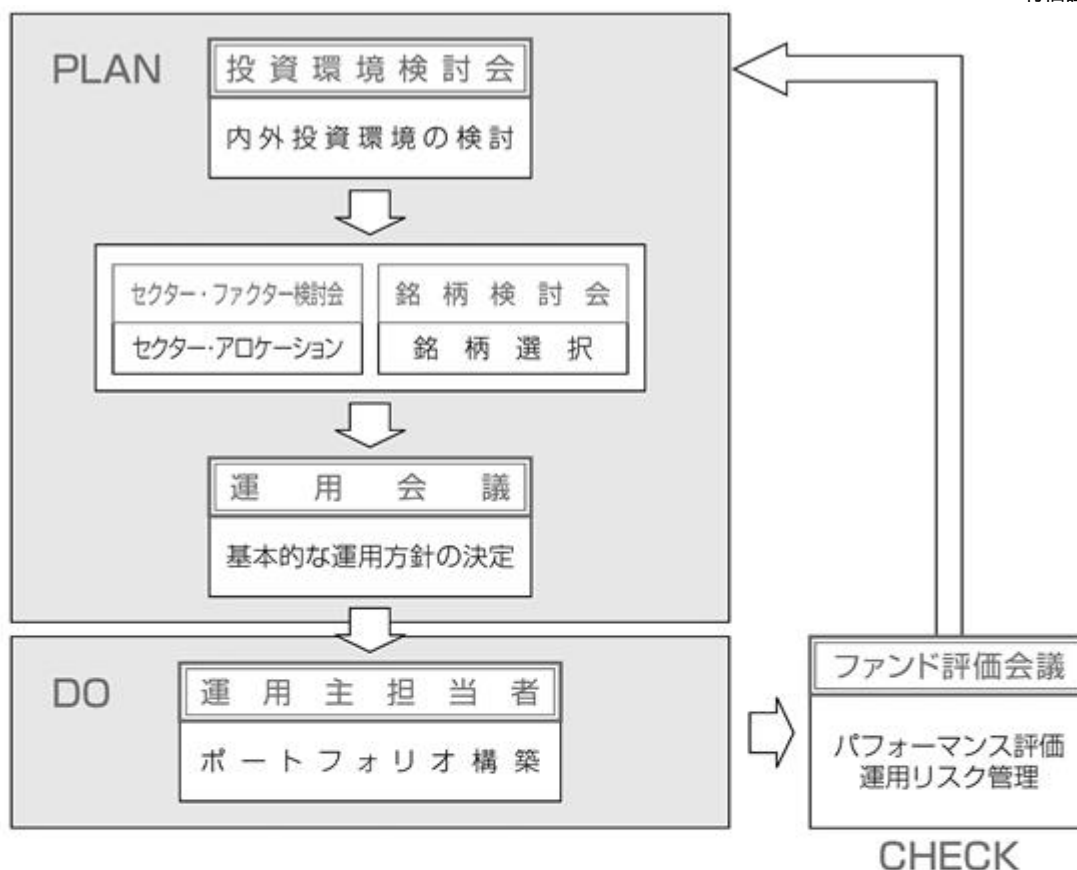 PLAN
投資環境検討会
内外投資環境の検討
セクター・ファクター検討会
セクター・アロケーション
銘柄検討会
銘柄選択
運用会議
基本的な運用方針の決定
DO
運用主担当者
ポートフォリオ構築
ファンド評価会議
パフォーマンス評価
運用リスク管理
CHECK